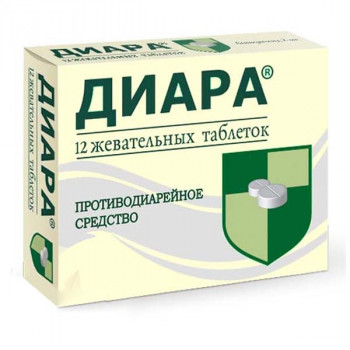 ДИАРА®
12 жевательных таблеток
ПРОТИВОДИАРЕЙНОЕ
СРЕДСТВО
ДИАРА®
12 ЖЕВАТЕЛЬНЫХ ТАБЛЕТОК